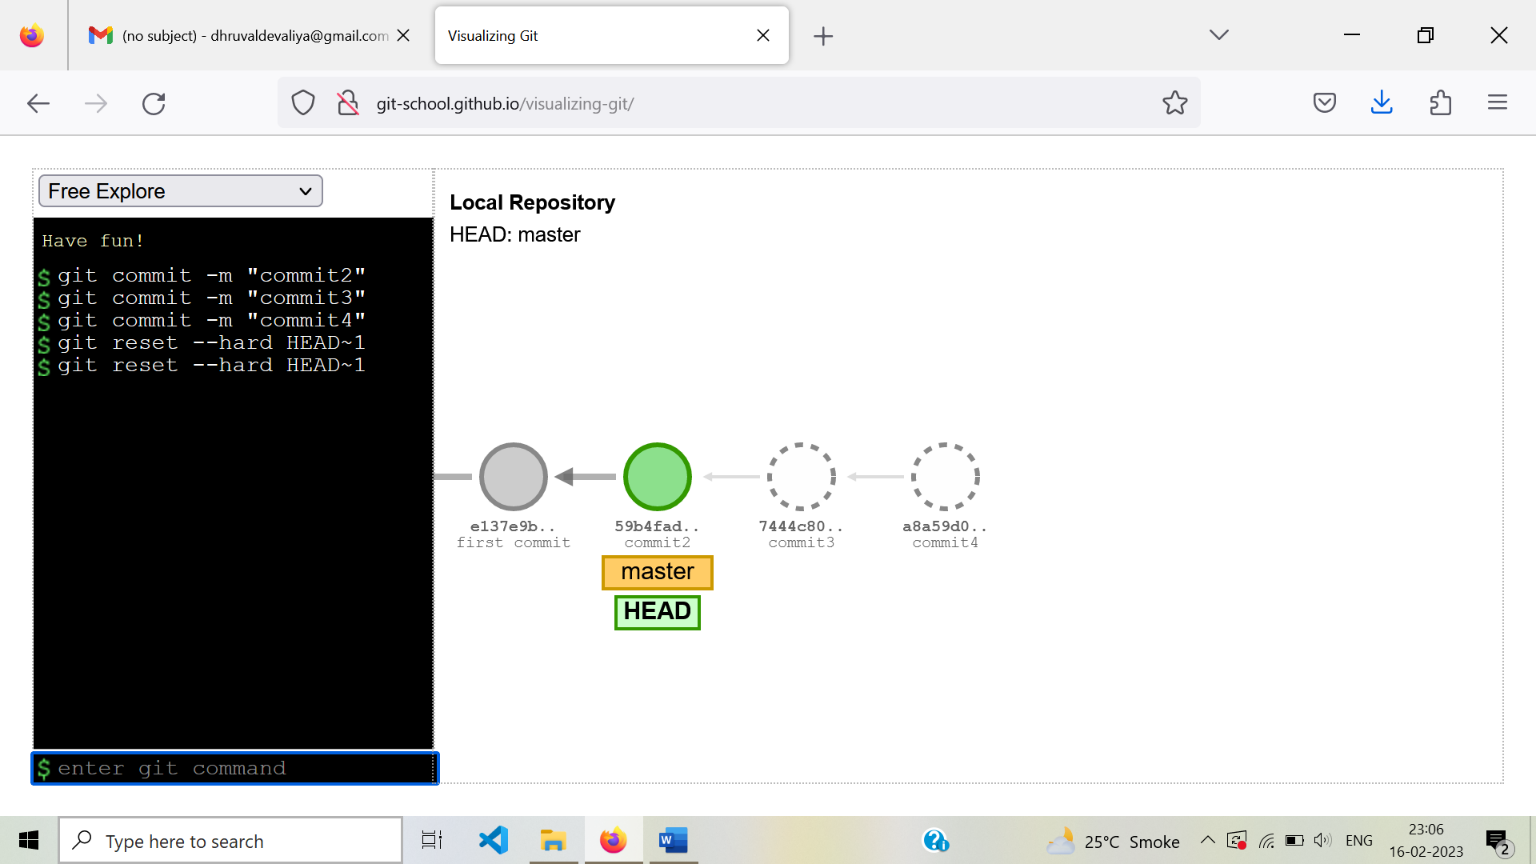 (no subject) - dhruvaldevaliya@gmail.com
Visualizing Git
git-school.github.io/visualizing-git/
Free Explore
Have fun!
$ git commit -m "commit2"
$ git commit -m "commit3"
$ git commit -m "commit4"
$ git reset --hard HEAD~1
$ git reset --hard HEAD~1
$ enter git command
Local Repository
HEAD: master
e137e9b.. 59b4fad.. 7444c80.. a8a59d0..
first commit commit2 commit3 commit4
master
HEAD
Type here to search
25°C Smoke
ENG
23:06
16-02-2023
2